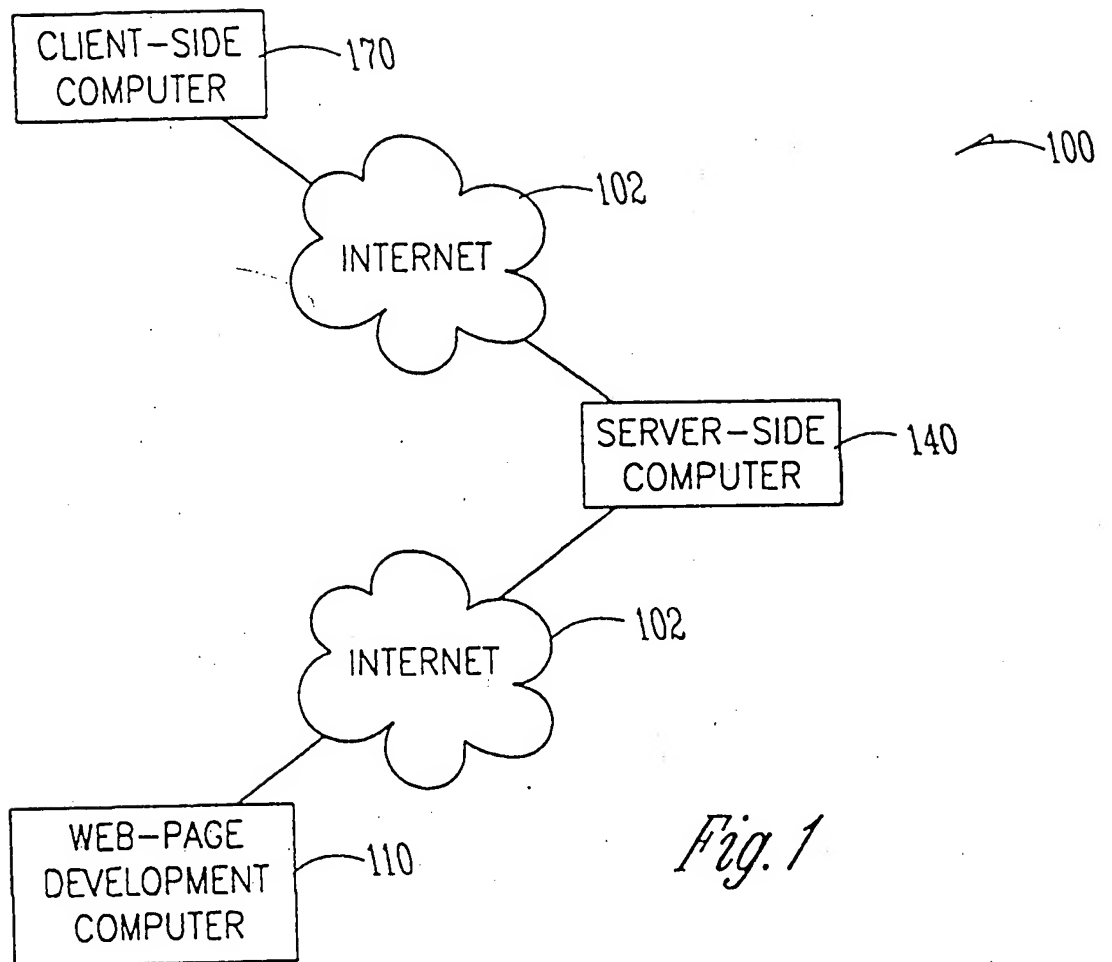 CLIENT-SIDE
COMPUTER
170
100
102
INTERNET
SERVER-SIDE
COMPUTER
140
102
INTERNET
WEB-PAGE
DEVELOPMENT
COMPUTER
110
Fig. 1